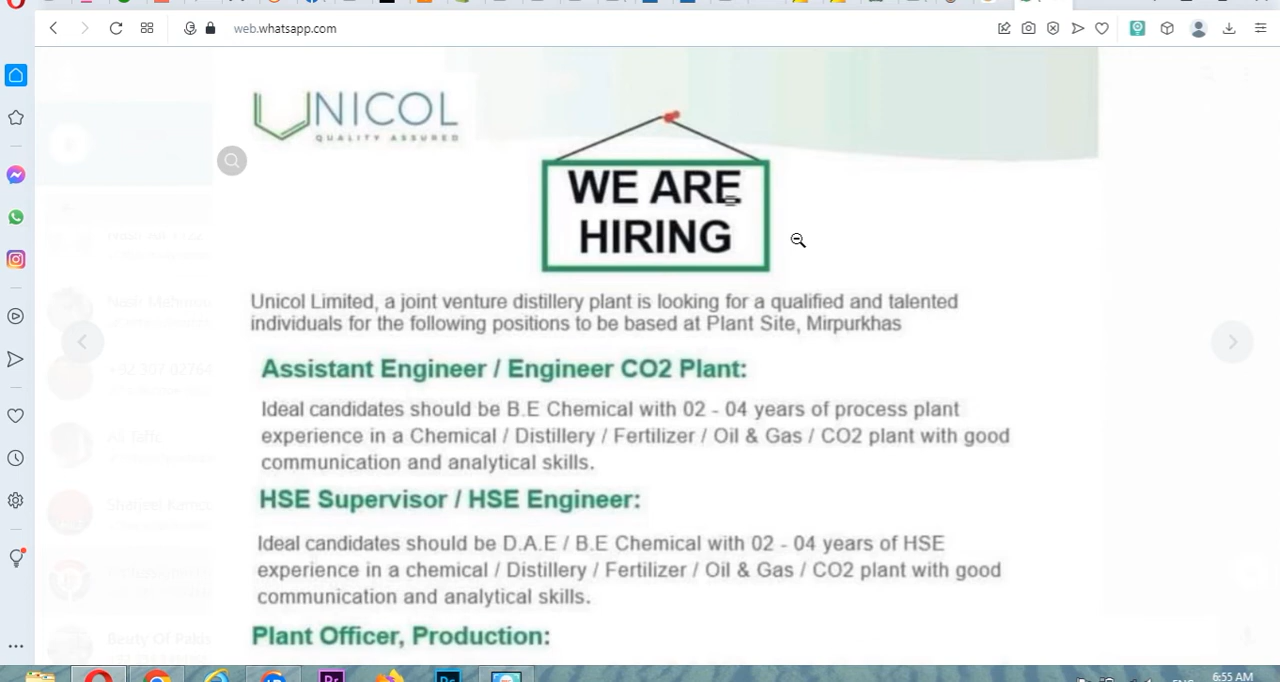 web.whatsapp.com
UNICOL
QUALITY ASSURED
WE ARE
HIRING
Unicol Limited, a joint venture distillery plant is looking for a qualified and talented
individuals for the following positions to be based at Plant Site, Mirpurkhas
Assistant Engineer / Engineer CO2 Plant:
Ideal candidates should be B.E Chemical with 02 - 04 years of process plant
experience in a Chemical / Distillery / Fertilizer / Oil & Gas / CO2 plant with good
communication and analytical skills.
HSE Supervisor / HSE Engineer:
Ideal candidates should be D.A.E / B.E Chemical with 02 - 04 years of HSE
experience in a chemical / Distillery / Fertilizer / Oil & Gas / CO2 plant with good
communication and analytical skills.
Plant Officer, Production:
6:55 AM